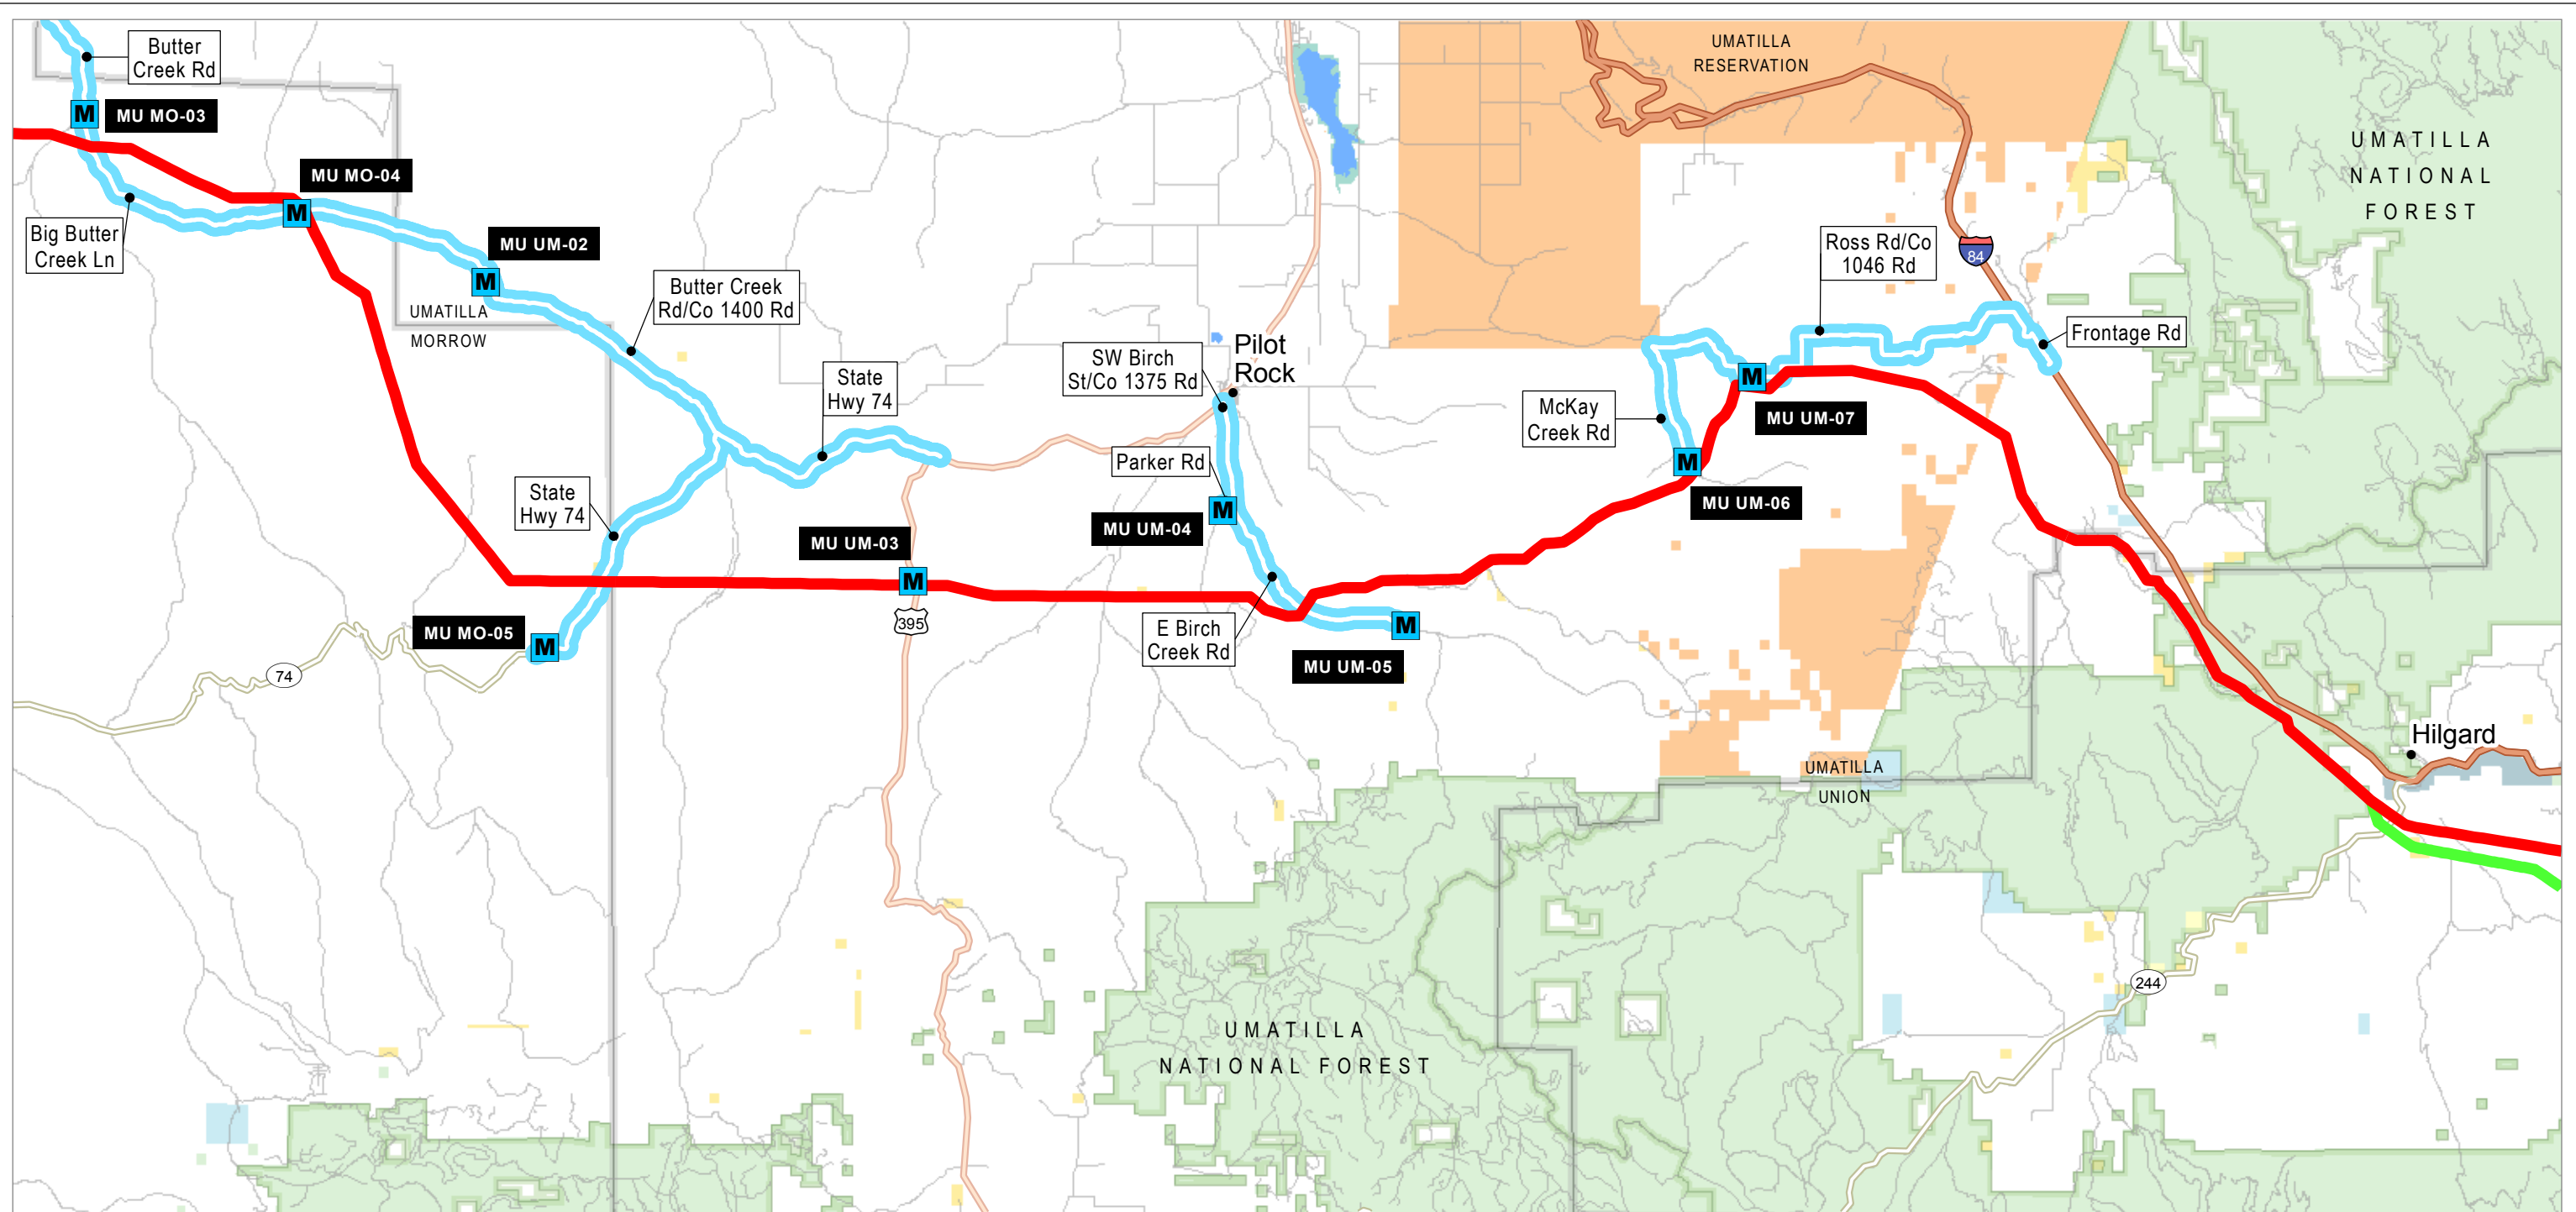 Butter
Creek Rd
M
MU MO-03
MU MO-04
M
Big Butter
Creek Ln
MU UM-02
M
UMATILLA
MORROW
Butter Creek
Rd/Co 1400 Rd
State
Hwy 74
State
Hwy 74
MU MO-05
M
74
MU UM-03
M
395
SW Birch
St/Co 1375 Rd
Pilot
Rock
Parker Rd
MU UM-04
M
E Birch
Creek Rd
M
MU UM-05
UMATILLA
RESERVATION
UMATILLA
NATIONAL
FOREST
84
Ross Rd/Co
1046 Rd
Frontage Rd
McKay
Creek Rd
M
MU UM-07
M
MU UM-06
Hilgard
UMATILLA
UNION
244
UMATILLA
NATIONAL FOREST